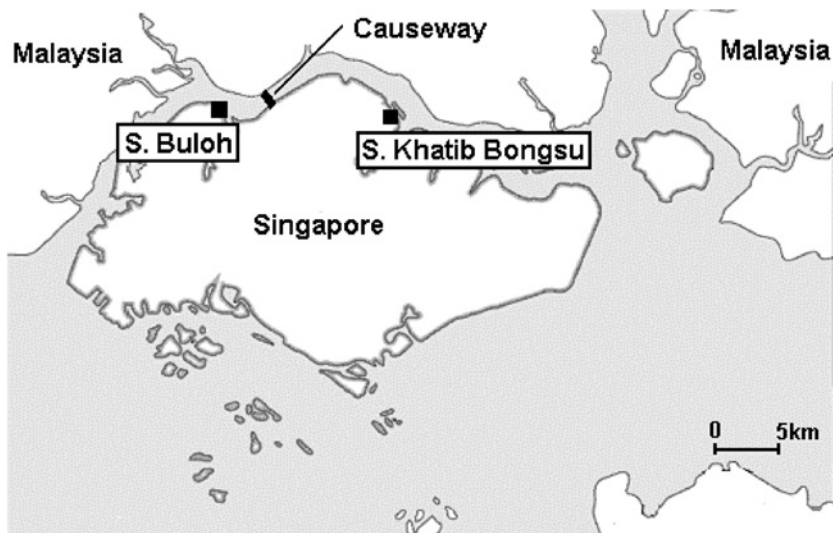 Causeway
Malaysia
Malaysia
S. Buloh
S. Khatib Bongsu
Singapore
0 5km